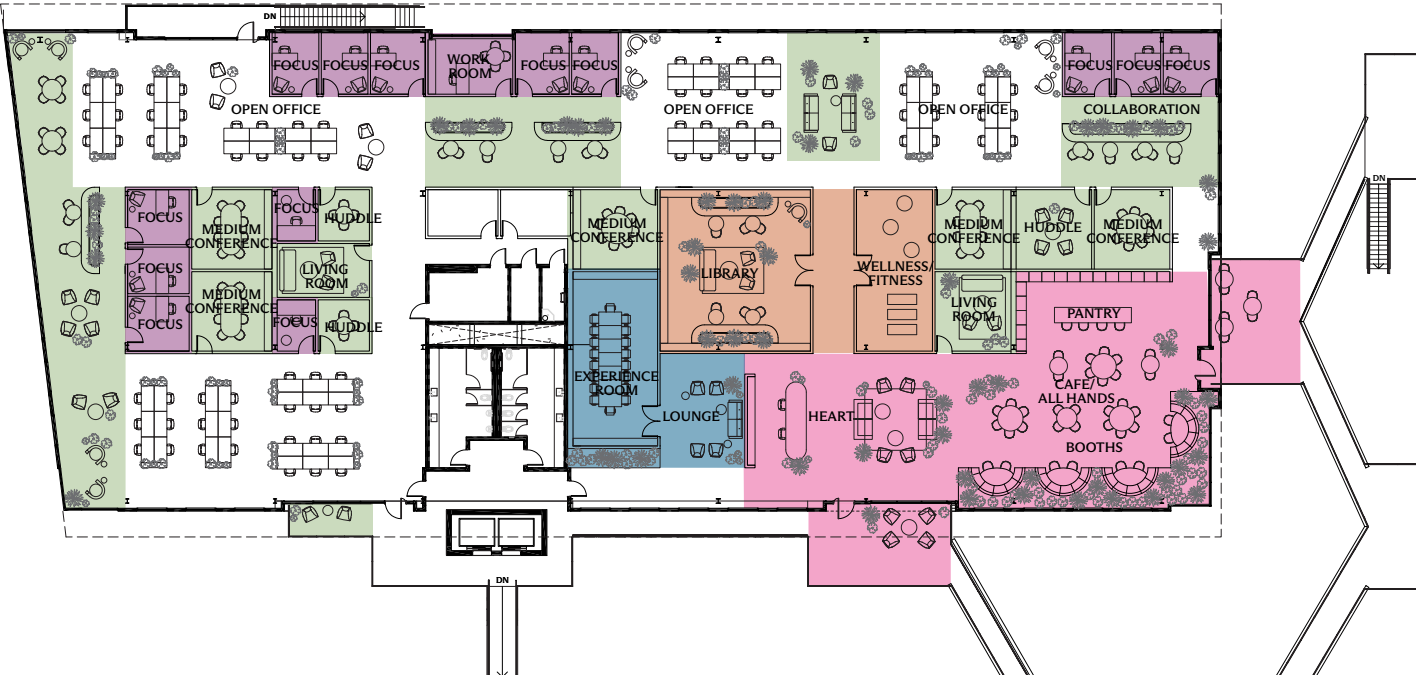 DN
FOCUS FOCUS FOCUS
WORK
ROOM
FOCUS FOCUS
FOCUS FOCUS FOCUS
OPEN OFFICE
OPEN OFFICE
OPEN OFFICE
COLLABORATION
DN
FOCUS
MEDIUM
CONFERENCE
FOCUS
HUDDLE
MEDIUM
CONFERENCE
MEDIUM
CONFERENCE
HUDDLE
MEDIUM
CONFERENCE
FOCUS
LIVING
ROOM
LIBRARY
WELLNESS/
FITNESS
MEDIUM
CONFERENCE
LIVING
ROOM
PANTRY
FOCUS
FOCUS
HUDDLE
EXPERIENCE
ROOM
LOUNGE
HEART
CAFE/
ALL HANDS
BOOTHS
DN